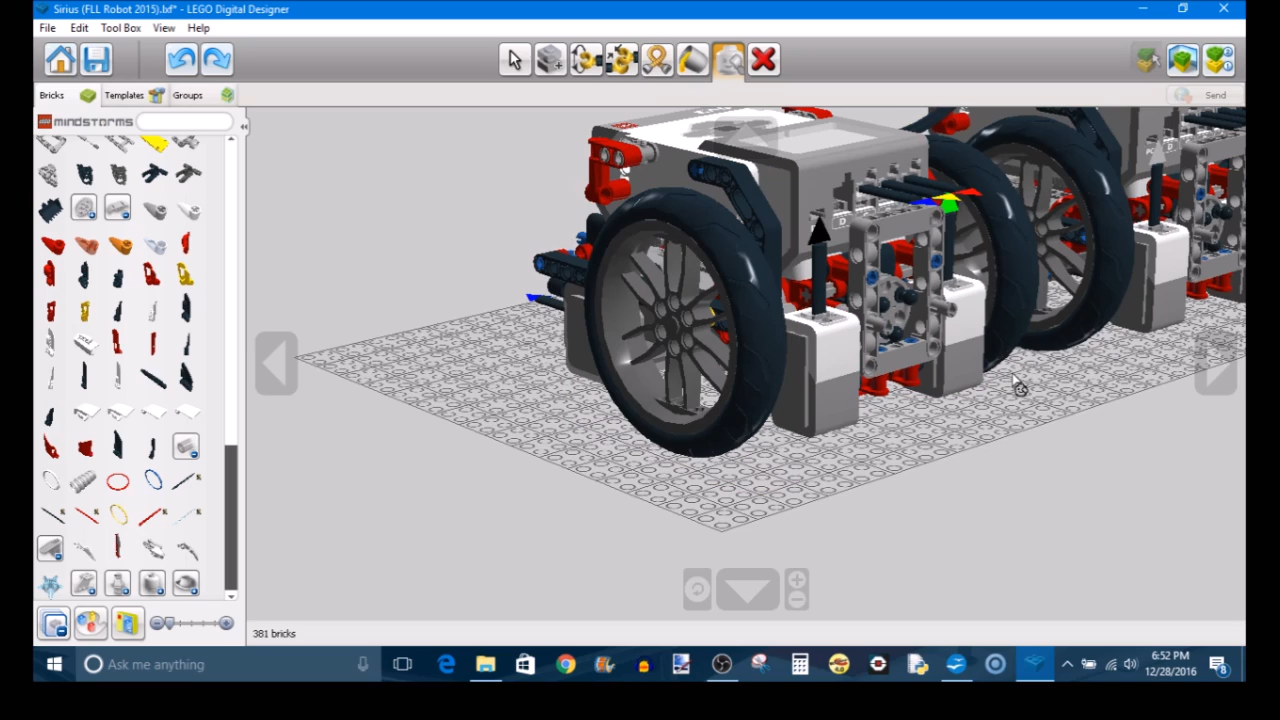 Sirius (FLL Robot 2015).lxf* - LEGO Digital Designer
File Edit Tool Box View Help
Bricks Templates Groups Send
mindstorms
D
D
381 bricks
Ask me anything
6:52 PM
12/28/2016
8